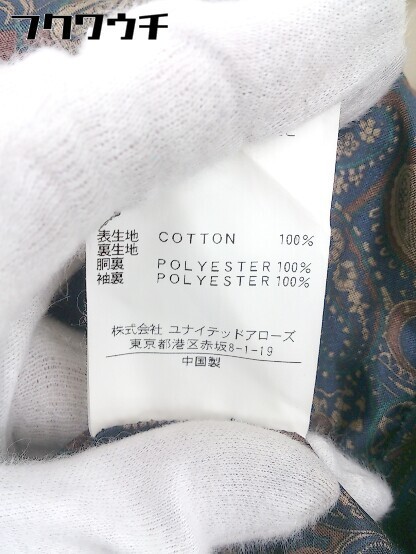 フクワウチ
表生地 COTTON 100%
裏生地
胴裏 POLYESTER 100%
袖裏 POLYESTER 100%
株式会社 ユナイテッドアローズ
東京都港区赤坂8-1-19
中国製